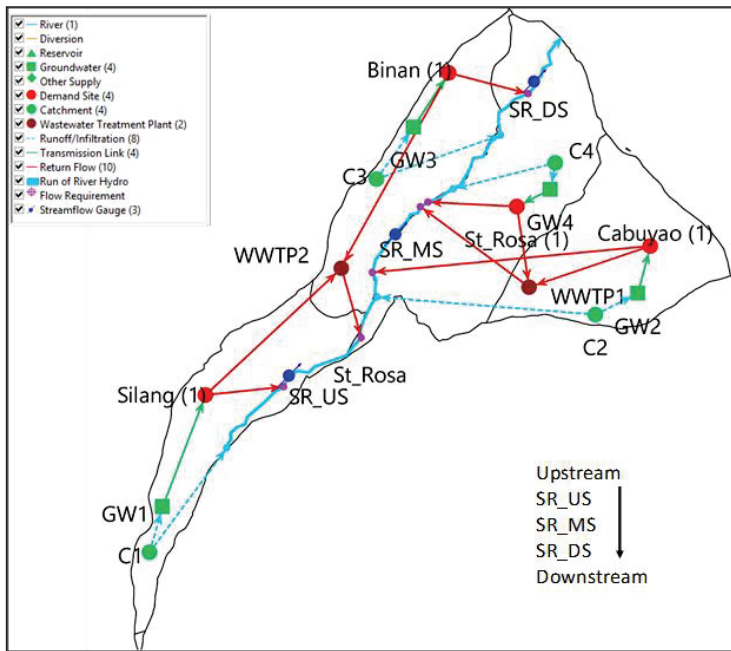 River (1)
Diversion
Reservoir
Groundwater (4)
Other Supply
Demand Site (4)
Catchment (4)
Wastewater Treatment Plant (2)
Runoff/Infiltration (8)
Transmission Link (4)
Return Flow (10)
Run of River Hydro
Flow Requirement
Streamflow Gauge (3)
Binan (1)
SR_DS
GW3
C3
C4
GW4
St_Rosa (1)
Cabuyao (1)
SR_MS
WWTP2
WWTP1
GW2
C2
St_Rosa
SR_US
Silang (1)
GW1
C1
Upstream
SR_US
SR_MS
SR_DS
Downstream